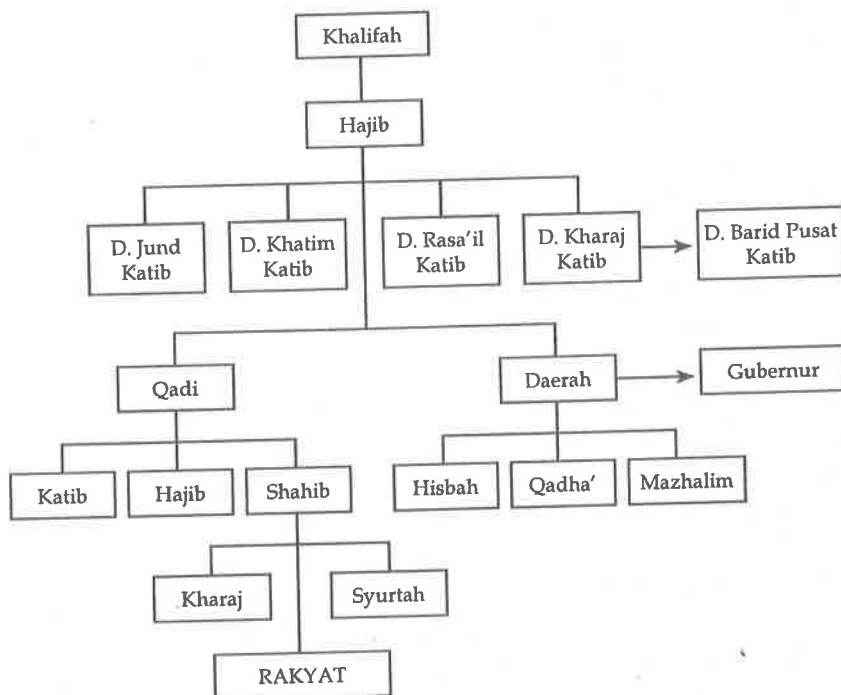 Khalifah
Hajib
D. Jund
Katib
D. Khatim
Katib
D. Rasa'il
Katib
D. Kharaj
Katib
D. Barid Pusat
Katib
Qadi
Daerah
Gubernur
Katib
Hajib
Shahib
Hisbah
Qadha'
Mazhalim
Kharaj
Syurtah
RAKYAT